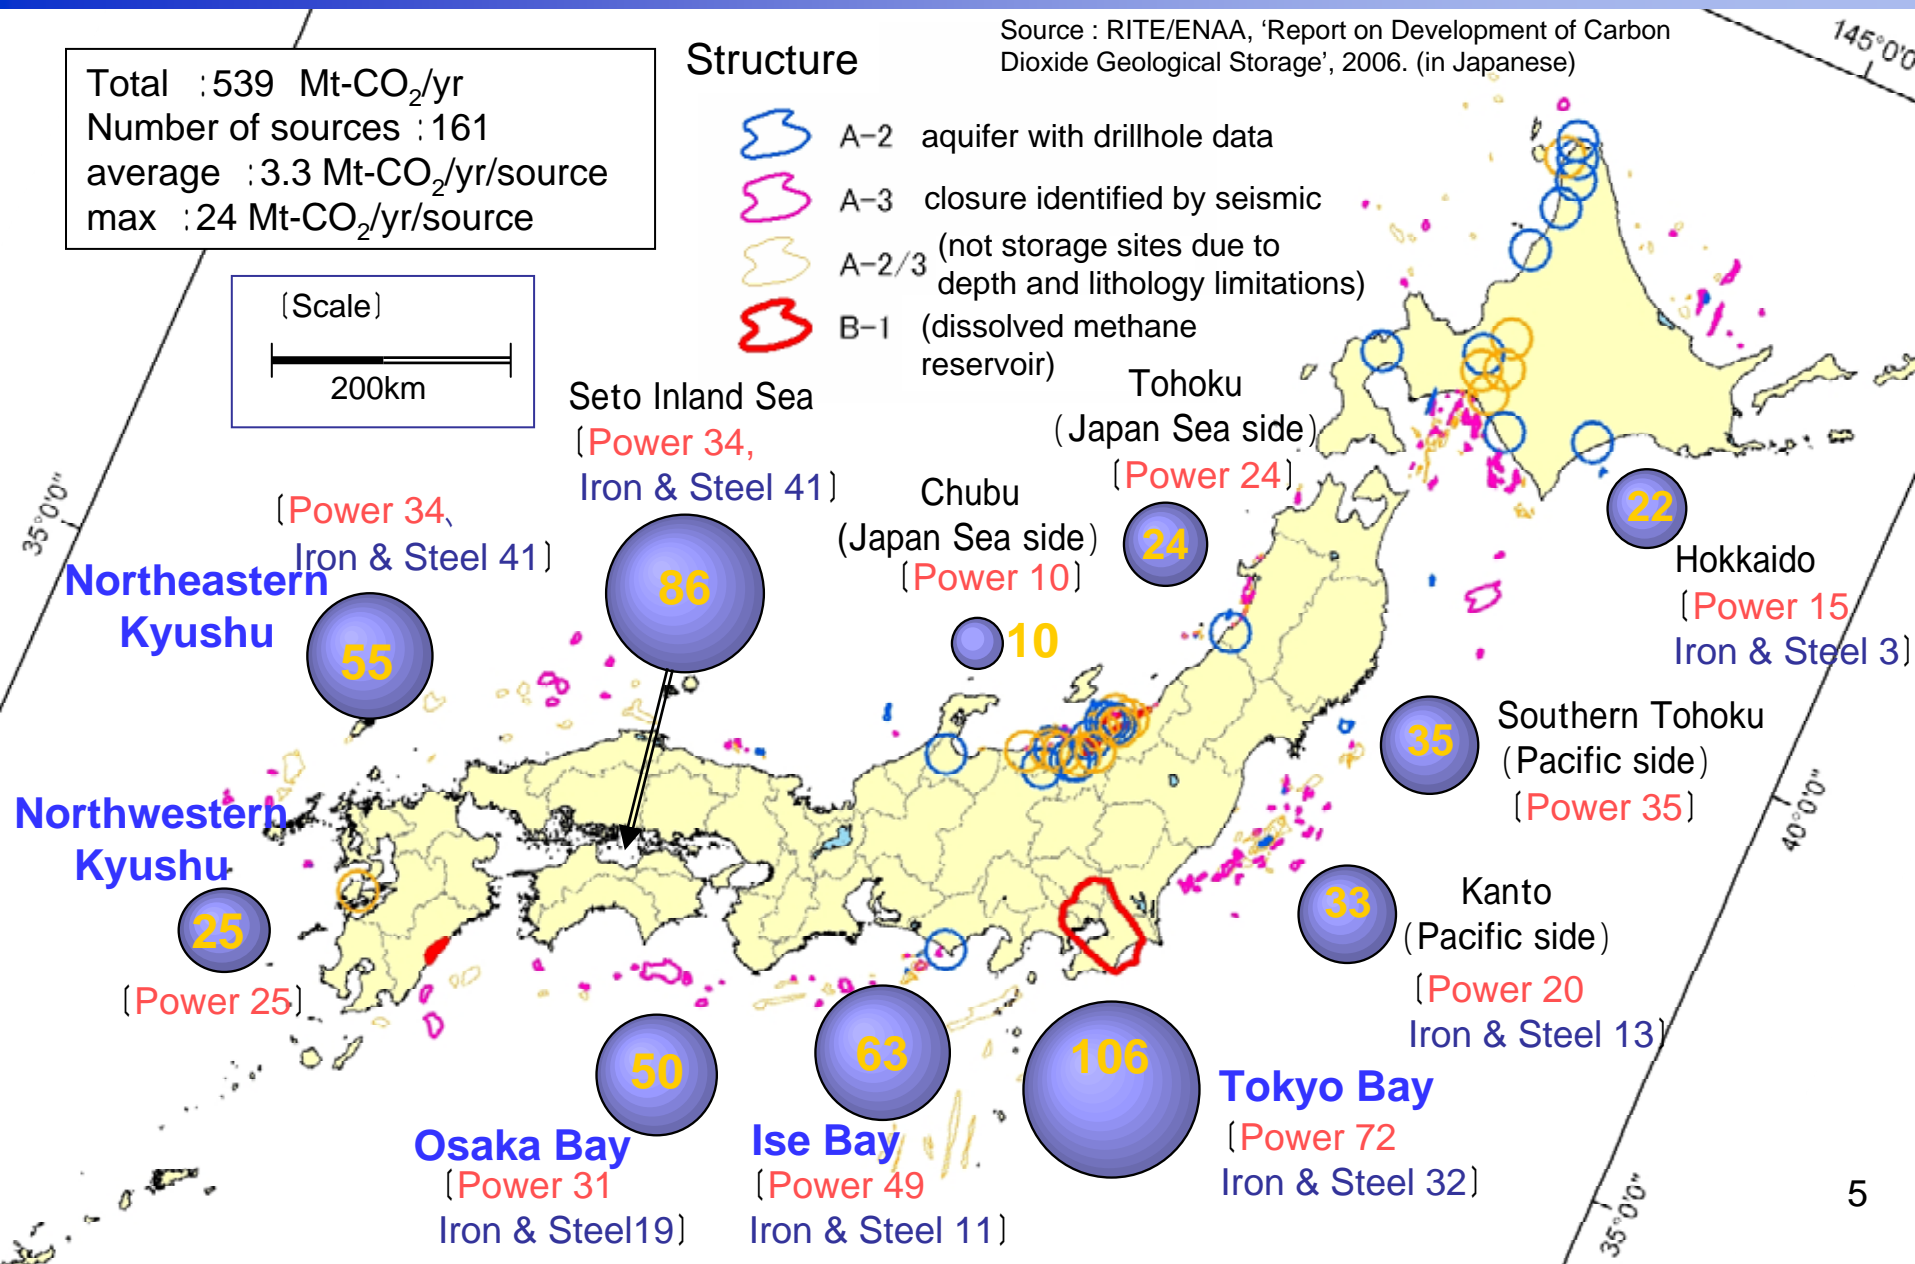 Total :539 Mt-CO2/yr
Number of sources :161
average :3.3 Mt-CO2/yr/source
max :24 Mt-CO2/yr/source
Structure
Source : RITE/ENAA, ‘Report on Development of Carbon
Dioxide Geological Storage’, 2006. (in Japanese)
A-2 aquifer with drillhole data
A-3 closure identified by seismic
A-2/3 (not storage sites due to
depth and lithology limitations)
B-1 (dissolved methane
reservoir)
145°0'0
[Scale]
200km
35°0'0"
Seto Inland Sea
[Power 34,
Iron & Steel 41]
86
Tohoku
(Japan Sea side)
[Power 24]
24
Chubu
(Japan Sea side)
[Power 10]
10
[Power 34、
Iron & Steel 41]
Northeastern
Kyushu
55
22
Hokkaido
[Power 15
Iron & Steel 3]
35
Southern Tohoku
(Pacific side)
[Power 35]
40°0'0"
Northwestern
Kyushu
25
[Power 25]
33
Kanto
(Pacific side)
[Power 20
Iron & Steel 13]
50
Osaka Bay
[Power 31
Iron & Steel19]
63
Ise Bay
[Power 49
Iron & Steel 11]
106
Tokyo Bay
[Power 72
Iron & Steel 32]
35°0'0"
5